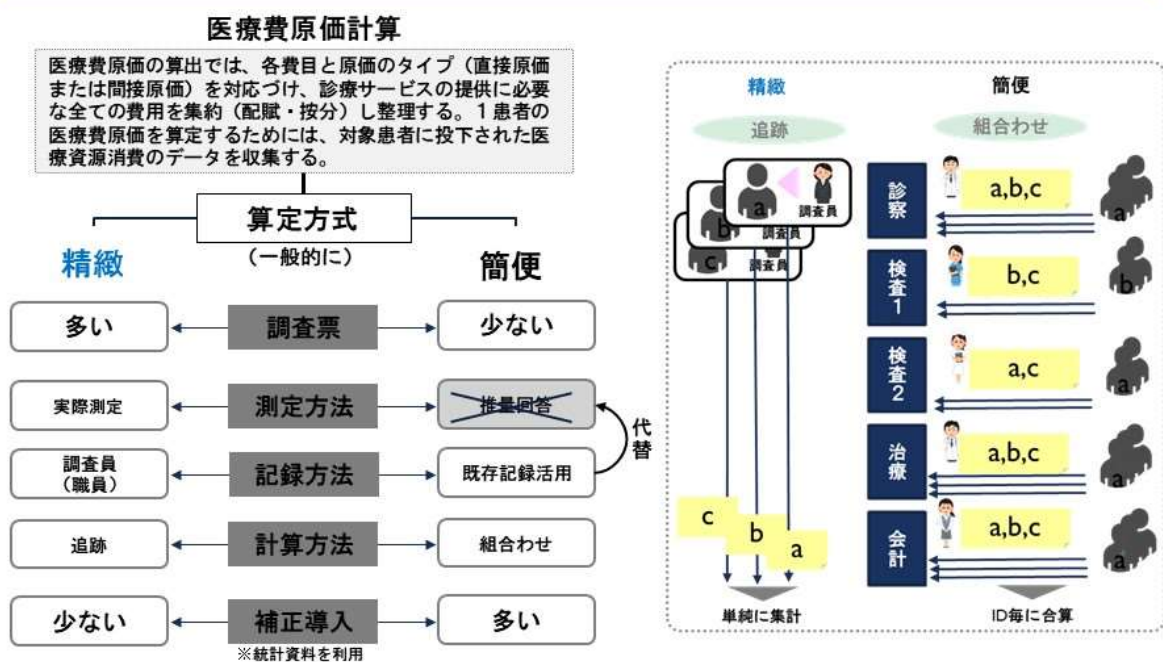 医療費原価計算
医療費原価の算出では、各費目と原価のタイプ（直接原価
または間接原価）を対応づけ、診療サービスの提供に必要
な全ての費用を集約（配賦・按分）し整理する。１患者の
医療費原価を算定するためには、対象患者に投下された医
療資源消費のデータを収集する。
算定方式
（一般的に）
精緻
簡便
多い
調査票
少ない
実際測定
測定方法
推量回答
代替
調査員
（職員）
記録方法
既存記録活用
追跡
計算方法
組合わせ
少ない
補正導入
多い
※統計資料を利用
精緻
簡便
追跡
組合わせ
a
調査員
b
調査員
c
調査員
c
b
a
単純に集計
診察
a,b,c
a
検査1
b,c
b
検査2
a,c
a
治療
a,b,c
a
会計
a,b,c
a
ID毎に合算